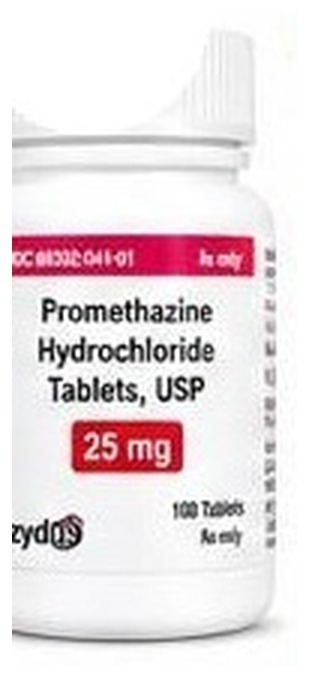 Rx only
Promethazine
Hydrochloride
Tablets, USP
25 mg
100 Tablets
Rx only